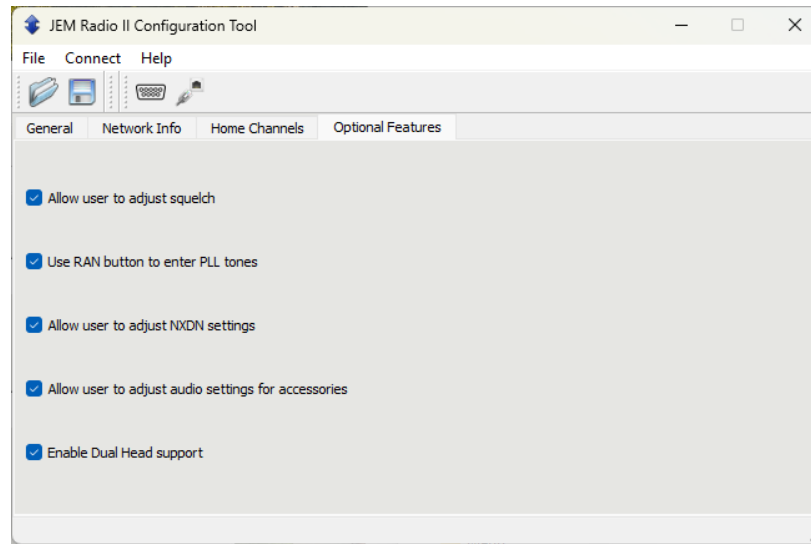 JEM Radio II Configuration Tool
File Connect Help
General Network Info Home Channels Optional Features
Allow user to adjust squelch
Use RAN button to enter PLL tones
Allow user to adjust NXDN settings
Allow user to adjust audio settings for accessories
Enable Dual Head support